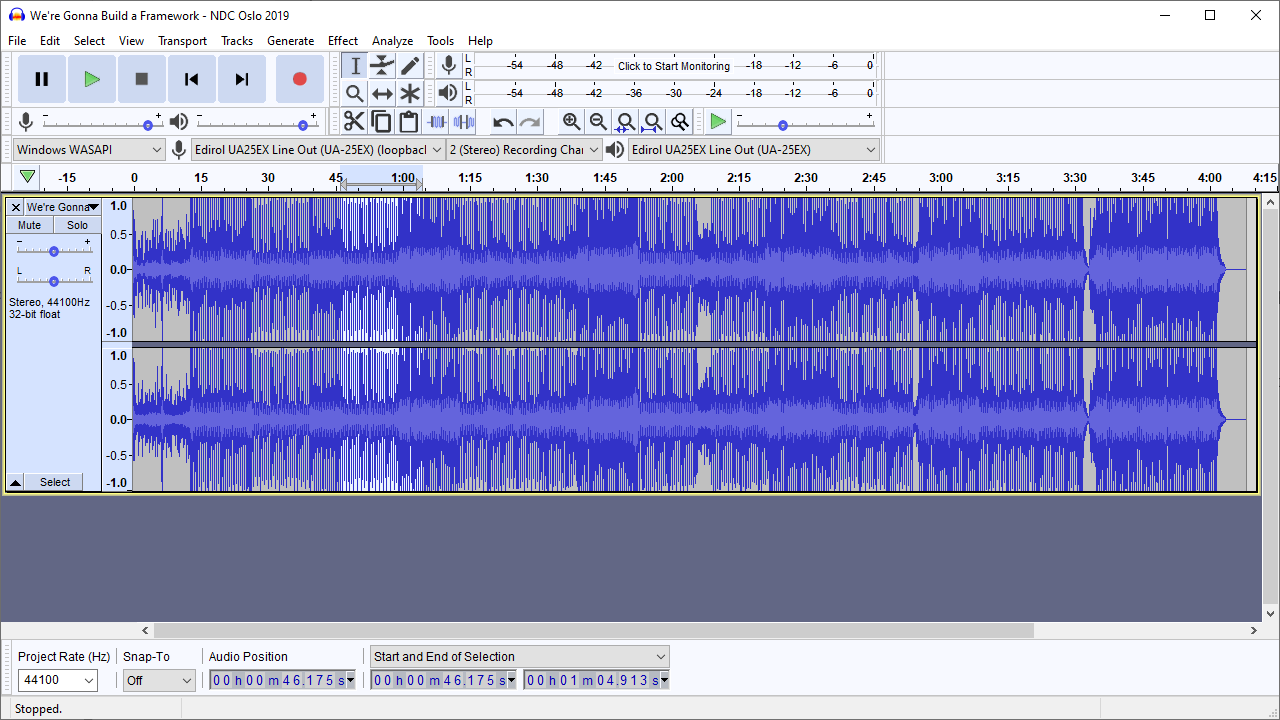 We're Gonna Build a Framework - NDC Oslo 2019
File Edit Select View Transport Tracks Generate Effect Analyze Tools Help
L
R
-54 -48 -42 Click to Start Monitoring -18 -12 -6 0
L
R
-54 -48 -42 -36 -30 -24 -18 -12 -6 0
- + - +
- +
Windows WASAPI Edirol UA25EX Line Out (UA-25EX) (loopbacl 2 (Stereo) Recording Chai Edirol UA25EX Line Out (UA-25EX)
-15 0 15 30 45 1:00 1:15 1:30 1:45 2:00 2:15 2:30 2:45 3:00 3:15 3:30 3:45 4:00 4:15
We're Gonna
Mute Solo
- +
L R
Stereo, 44100Hz
32-bit float
1.0
0.5
0.0
-0.5
-1.0
1.0
0.5
0.0
-0.5
-1.0
Select
Project Rate (Hz) Snap-To Audio Position Start and End of Selection
44100 Off 00 h 00 m 46.175 s 00 h 00 m 46.175 s 00 h 01 m 04.913 s
Stopped.